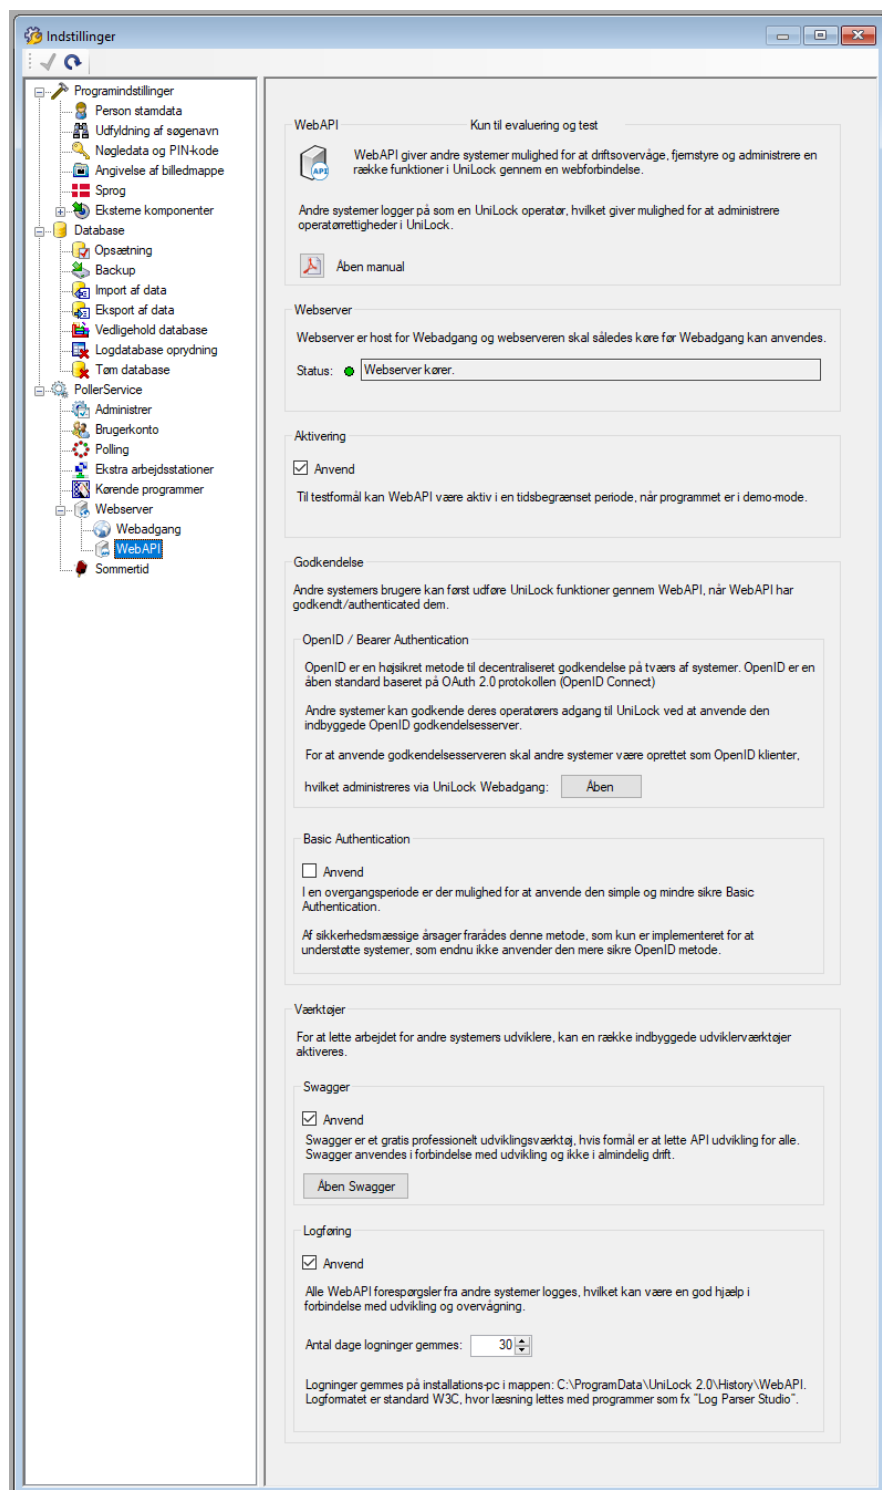 Indstillinger
Programindstillinger
Person stamdata
Udfyldning af søgenavn
Nøgledata og PIN-kode
Angivelse af billedmappe
Sprog
Eksterne komponenter
Database
Opsætning
Backup
Import af data
Eksport af data
Vedligehold database
Logdatabase oprydning
Tøm database
PollerService
Administrer
Brugerkonto
Polling
Ekstra arbejdsstationer
Kørende programmer
Webserver
Webadgang
WebAPI
Sommertid
WebAPI Kun til evaluering og test
API
WebAPI giver andre systemer mulighed for at driftsovervåge, fjernstyre og administrere en
række funktioner i UniLock gennem en webforbindelse.
Andre systemer logger på som en UniLock operatør, hvilket giver mulighed for at administrere
operatørrettigheder i UniLock.
Åben manual
Webserver
Webserver er host for Webadgang og webserveren skal således køre før Webadgang kan anvendes.
Status: Webserver kører.
Aktivering
Anvend
Til testformål kan WebAPI være aktiv i en tidsbegrænset periode, når programmet er i demo-mode.
Godkendelse
Andre systemers brugere kan først udføre UniLock funktioner gennem WebAPI, når WebAPI har
godkendt/authenticated dem.
OpenID / Bearer Authentication
OpenID er en højsikret metode til decentraliseret godkendelse på tværs af systemer. OpenID er en
åben standard baseret på OAuth 2.0 protokollen (OpenID Connect)
Andre systemer kan godkende deres operatørers adgang til UniLock ved at anvende den
indbyggede OpenID godkendelsesserver.
For at anvende godkendelsesserveren skal andre systemer være oprettet som OpenID klienter,
hvilket administreres via UniLock Webadgang: Åben
Basic Authentication
Anvend
I en overgangsperiode er der mulighed for at anvende den simple og mindre sikre Basic
Authentication.
Af sikkerhedsmæssige årsager frarådes denne metode, som kun er implementeret for at
understøtte systemer, som endnu ikke anvender den mere sikre OpenID metode.
Værktøjer
For at lette arbejdet for andre systemers udviklere, kan en række indbyggede udviklerværktøjer
aktiveres.
Swagger
Anvend
Swagger er et gratis professionelt udviklingsværktøj, hvis formål er at lette API udvikling for alle.
Swagger anvendes i forbindelse med udvikling og ikke i almindelig drift.
Åben Swagger
Logføring
Anvend
Alle WebAPI forespørgsler fra andre systemer logges, hvilket kan være en god hjælp i
forbindelse med udvikling og overvågning.
Antal dage logninger gemmes: 30
Logninger gemmes på installations-pc i mappen: C:\ProgramData\UniLock 2.0\History\WebAPI.
Logformatet er standard W3C, hvor læsning lettes med programmer som fx "Log Parser Studio".